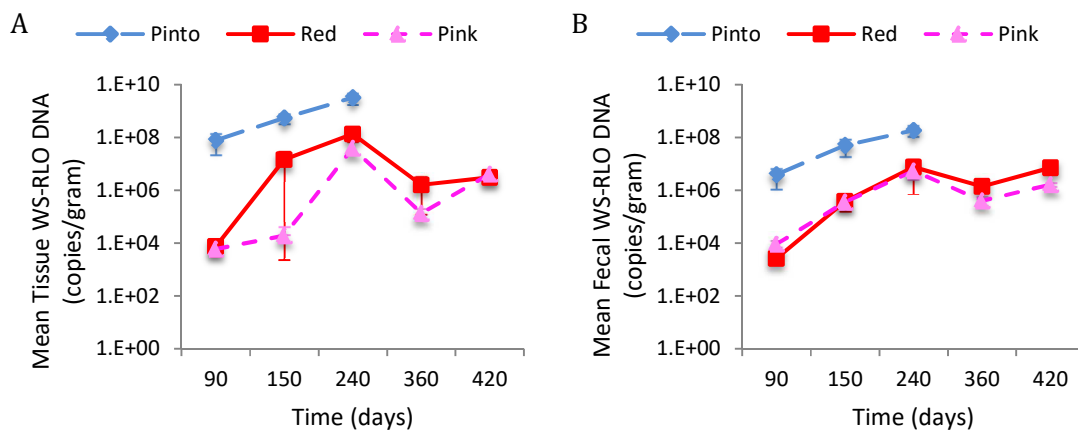 A
Pinto Red Pink
Mean Tissue WS-RLO DNA
(copies/gram)
1.E+10
1.E+08
1.E+06
1.E+04
1.E+02
1.E+00
90 150 240 360 420
Time (days)
B
Pinto Red Pink
Mean Fecal WS-RLO DNA
(copies/gram)
1.E+10
1.E+08
1.E+06
1.E+04
1.E+02
1.E+00
90 150 240 360 420
Time (days)